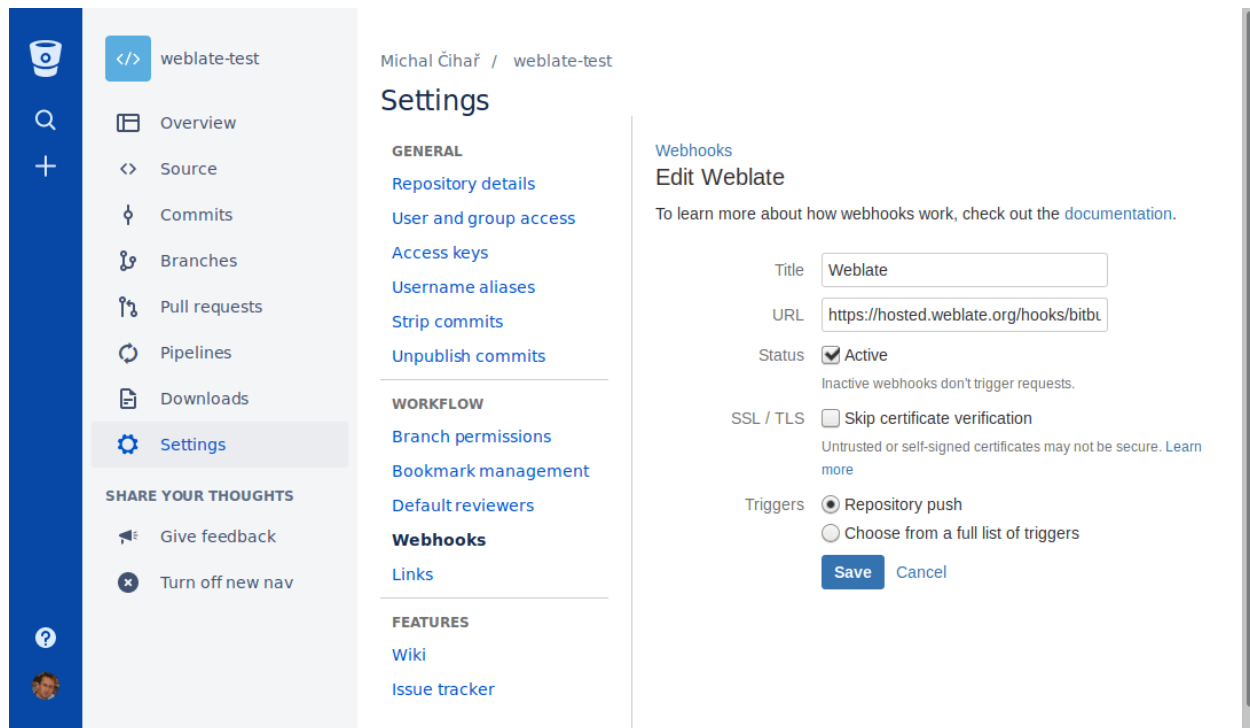 </> weblate-test
Overview
Source
Commits
Branches
Pull requests
Pipelines
Downloads
Settings
SHARE YOUR THOUGHTS
Give feedback
Turn off new nav
Michal Čihař / weblate-test
Settings
GENERAL
Repository details
User and group access
Access keys
Username aliases
Strip commits
Unpublish commits
WORKFLOW
Branch permissions
Bookmark management
Default reviewers
Webhooks
Links
FEATURES
Wiki
Issue tracker
Webhooks
Edit Weblate
To learn more about how webhooks work, check out the documentation.
Title Weblate
URL https://hosted.weblate.org/hooks/bitbu
Status Active
Inactive webhooks don't trigger requests.
SSL / TLS Skip certificate verification
Untrusted or self-signed certificates may not be secure. Learn
more
Triggers Repository push
Choose from a full list of triggers
Save Cancel